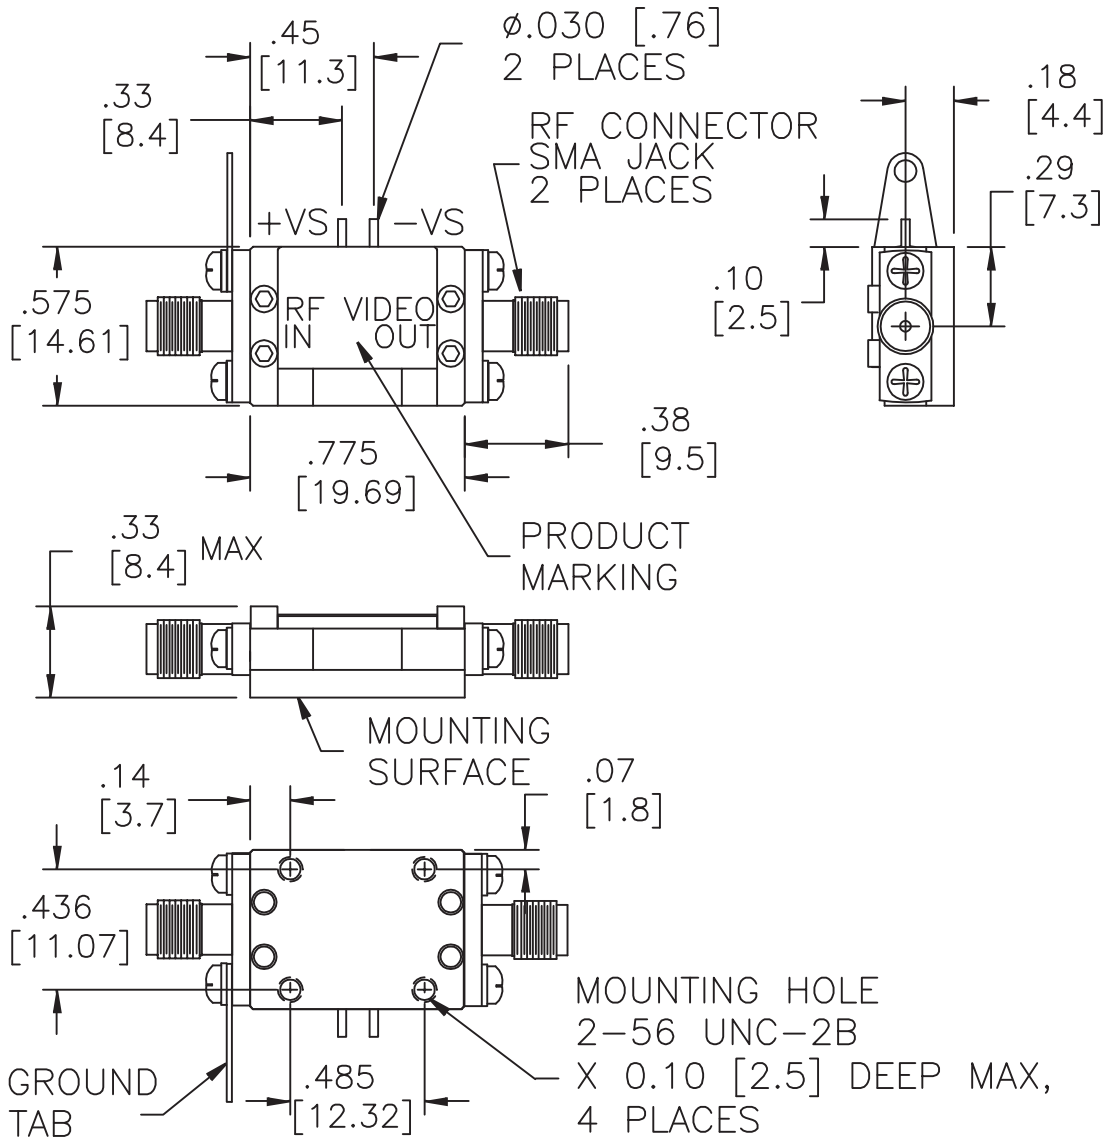 .45
[11.3]
ø.030 [.76]
2 PLACES
.33
[8.4]
RF CONNECTOR
SMA JACK
2 PLACES
.18
[4.4]
.29
[7.3]
+VS
−VS
.10
[2.5]
.575
[14.61]
RF
IN
VIDEO
OUT
.38
[9.5]
.775
[19.69]
PRODUCT
MARKING
.33
[8.4] MAX
MOUNTING
SURFACE
.14
[3.7]
.07
[1.8]
.436
[11.07]
MOUNTING HOLE
2−56 UNC−2B
X 0.10 [2.5] DEEP MAX,
4 PLACES
GROUND
TAB
.485
[12.32]